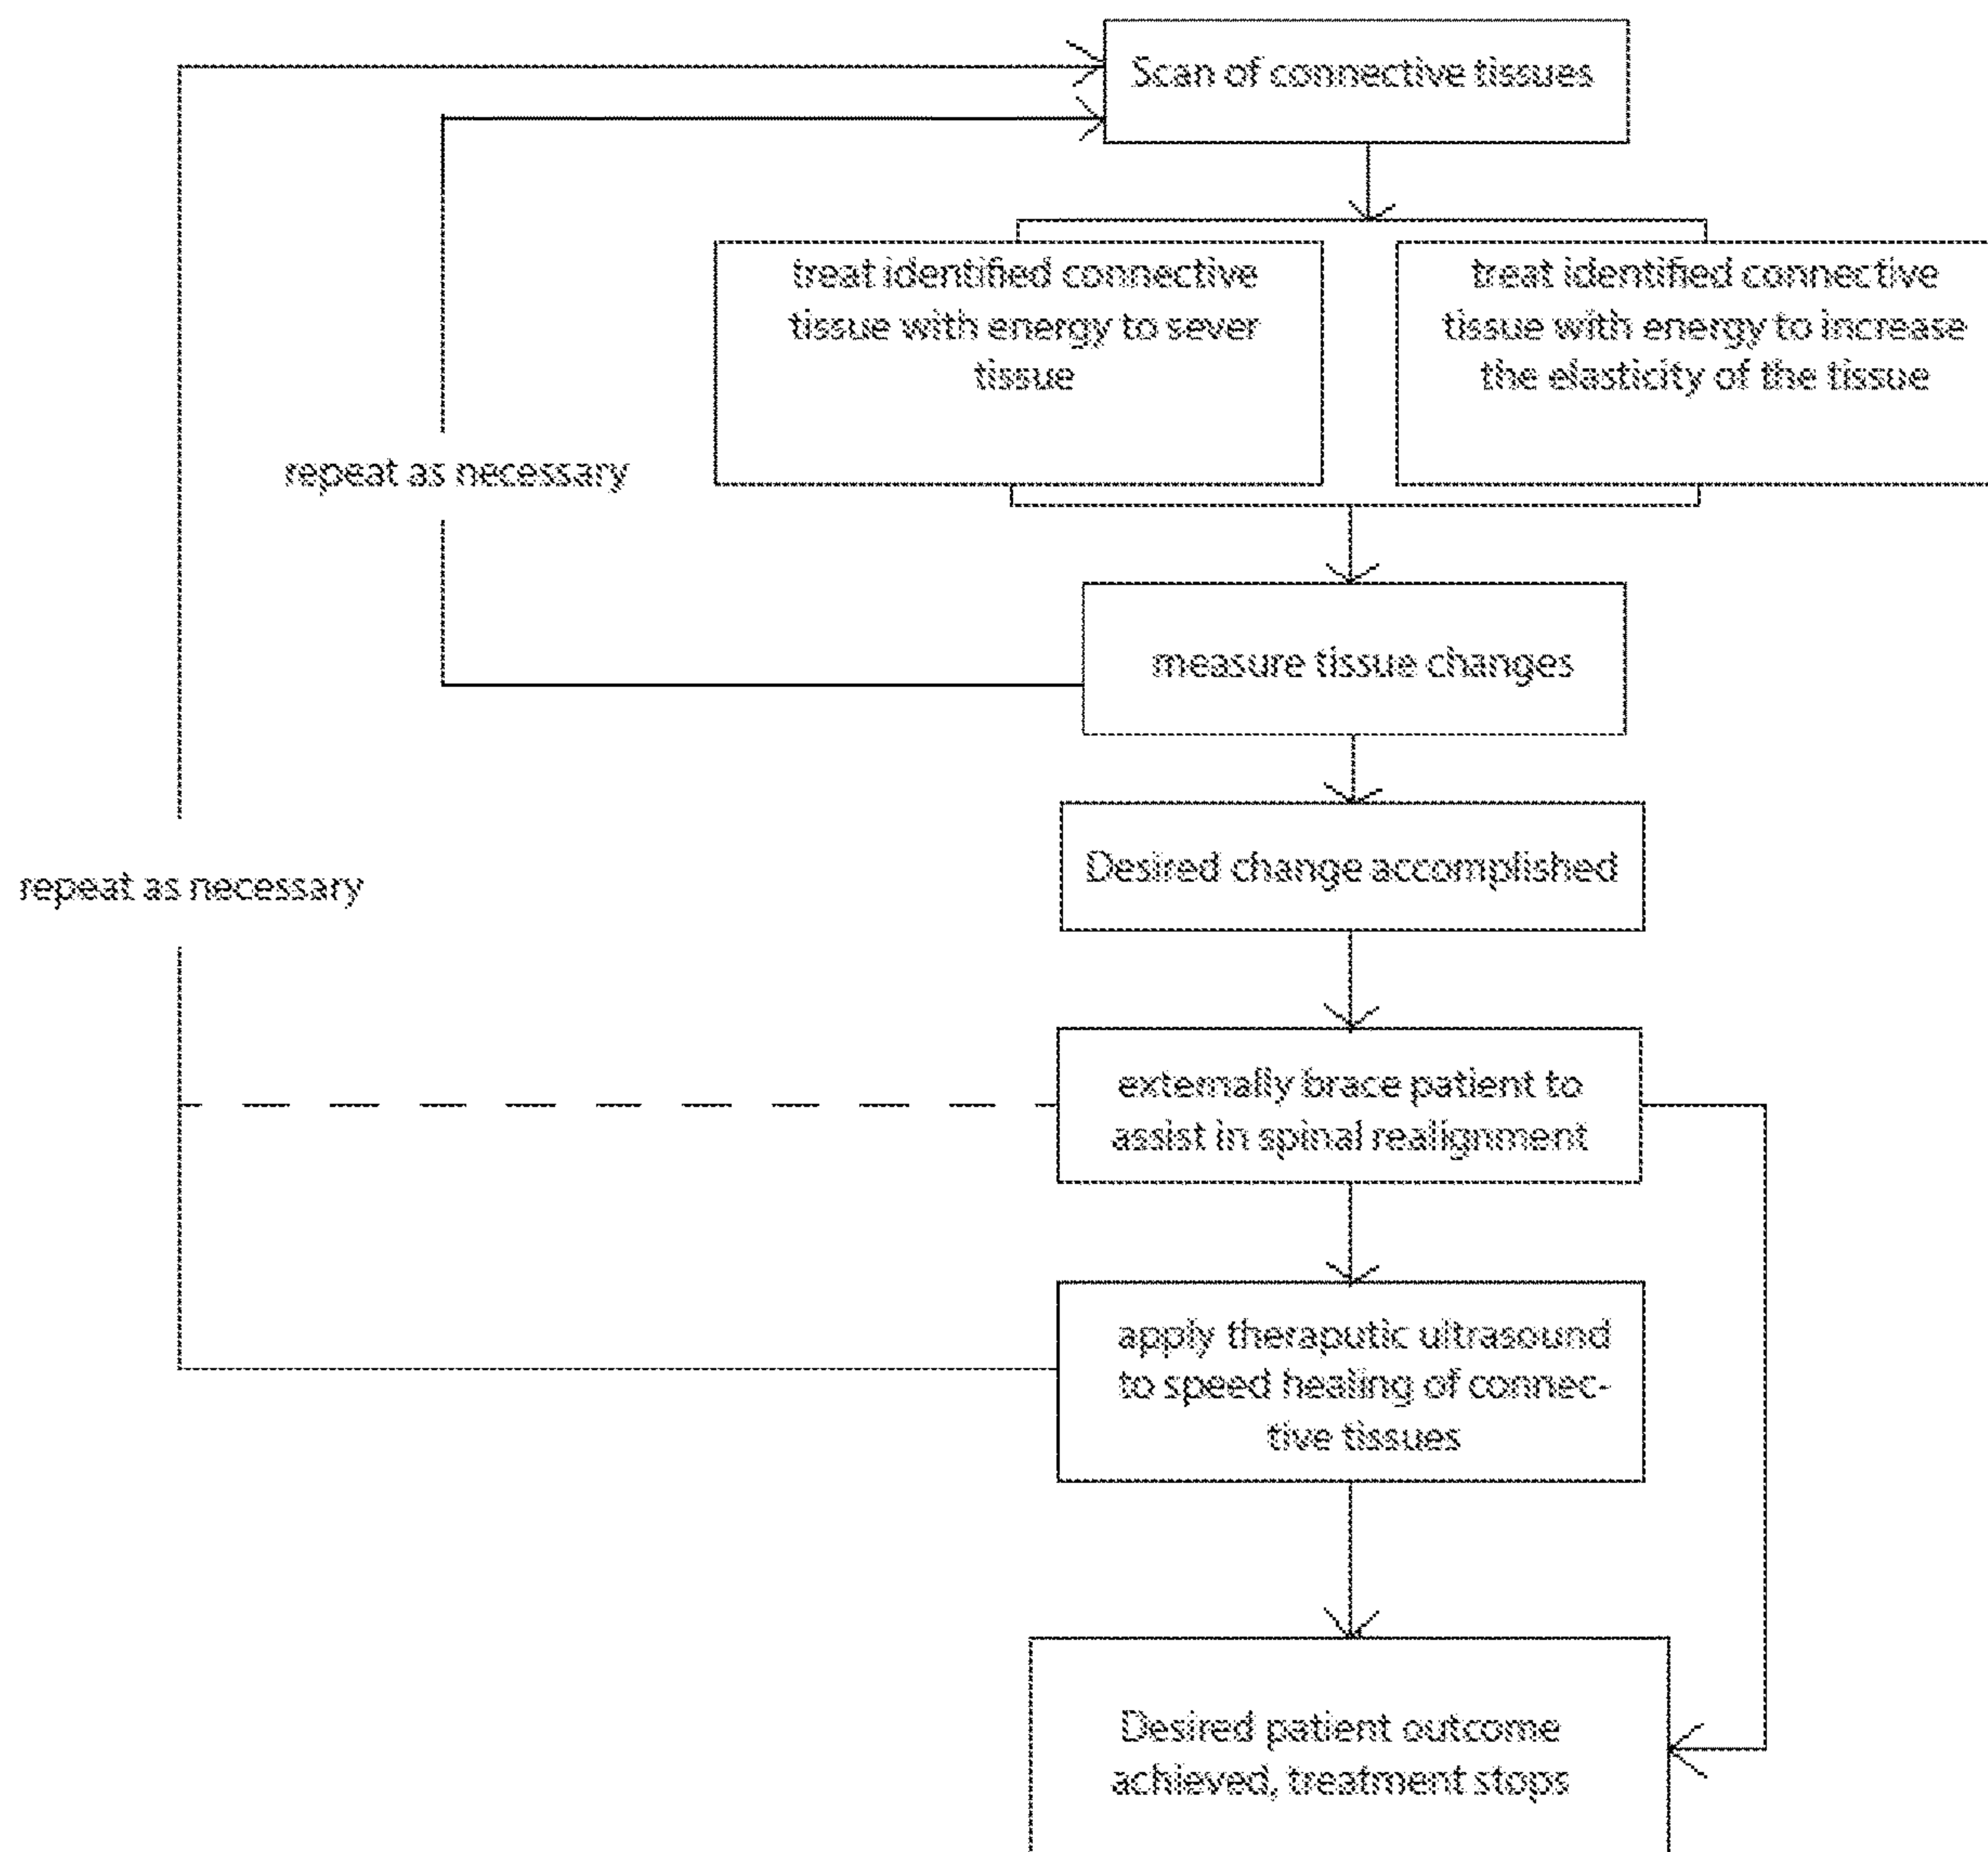 Scan of connective tissues
treat identified connective
tissue with energy to sever
tissue
treat identified connective
tissue with energy to increase
the elasticity of the tissue
repeat as necessary
measure tissue changes
Desired change accomplished
repeat as necessary
externally brace patient to
assist in spinal realignment
apply theraputic ultrasound
to speed healing of connec-
tive tissues
Desired patient outcome
achieved, treatment stops